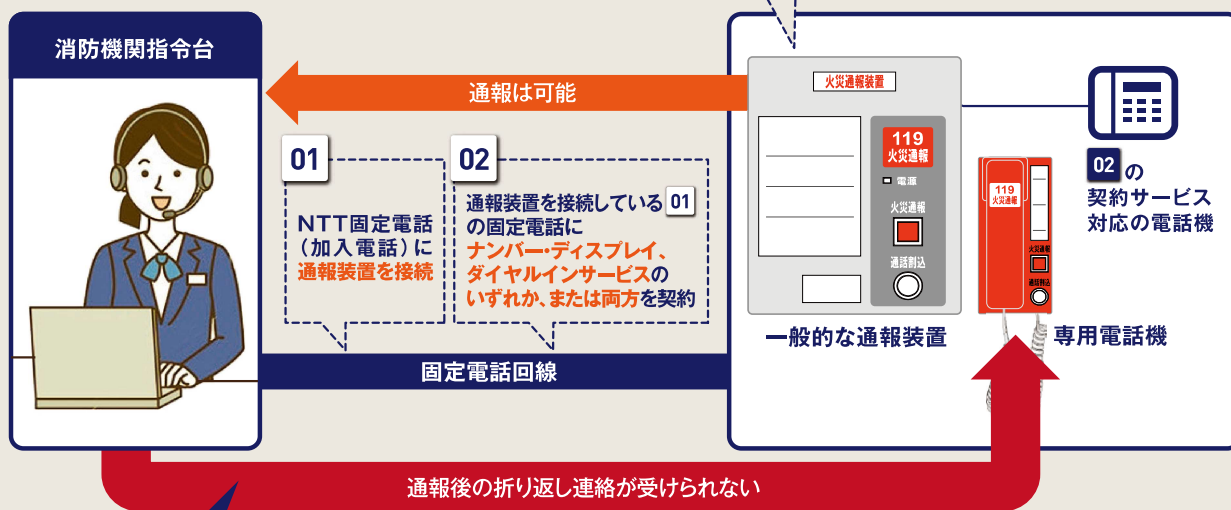 消防機関指令台
通報は可能
01
NTT固定電話
（加入電話）に
通報装置を接続
02
通報装置を接続している01
の固定電話に
ナンバー・ディスプレイ、
ダイヤルインサービスの
いずれか、または両方を契約
固定電話回線
火災通報装置
119
火災通報
電源
火災通報
通話割込
一般的な通報装置
119
火災通報
火災通報
通話割込
専用電話機
02の
契約サービス
対応の電話機
通報後の折り返し連絡が受けられない